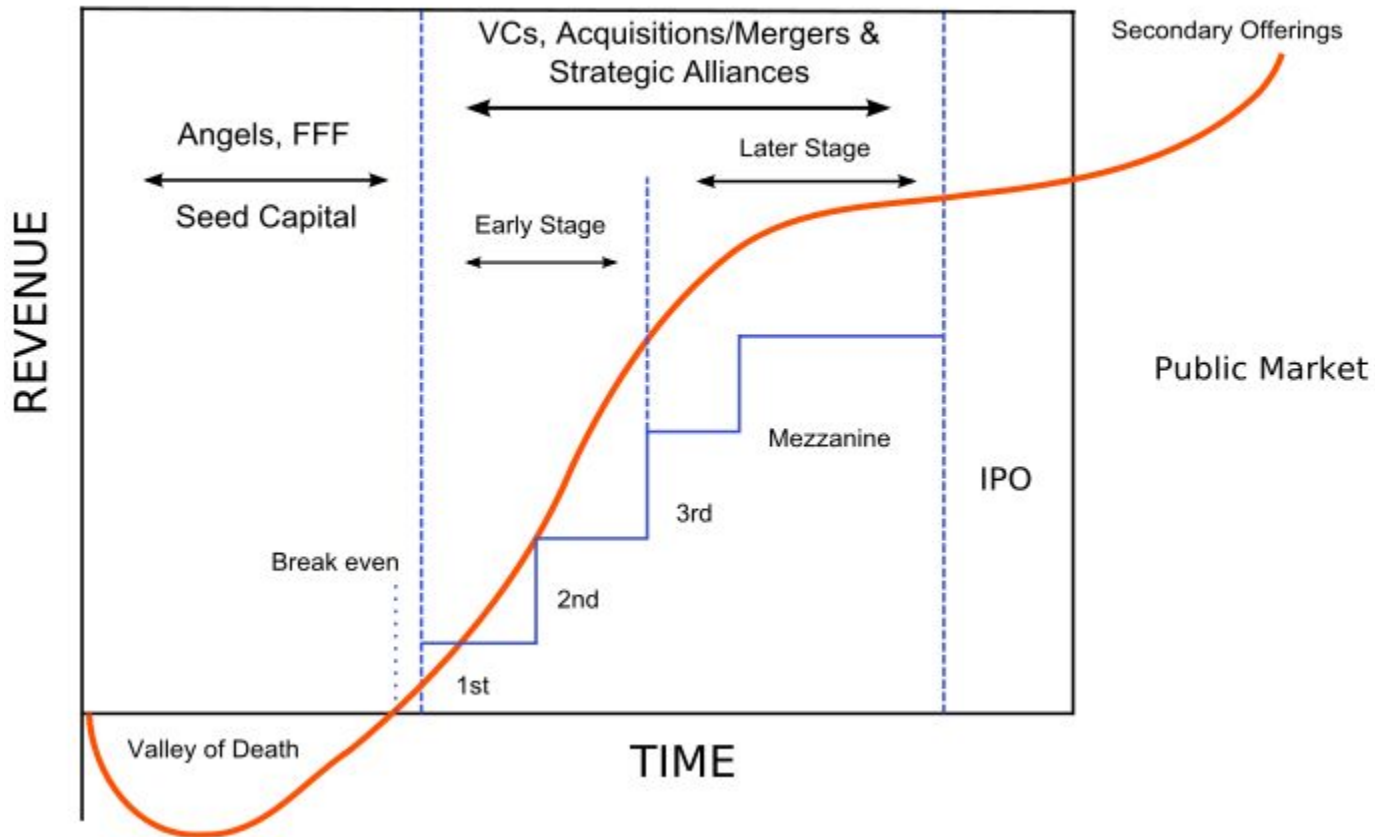 VCs, Acquisitions/Mergers &
Strategic Alliances
Secondary Offerings
Angels, FFF
Seed Capital
Later Stage
Early Stage
REVENUE
Public Market
Mezzanine
IPO
3rd
Break even
2nd
1st
Valley of Death
TIME